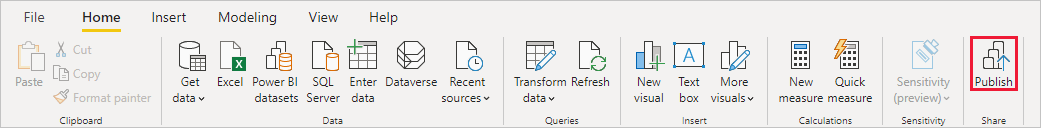 File Home Insert Modeling View Help
Paste
Cut
Copy
Format painter
Clipboard
Get data
Excel
Power BI datasets
SQL Server
Enter data
Dataverse
Recent sources
Data
Transform data
Refresh
Queries
New visual
A
Text box
More visuals
Insert
New measure
Quick measure
Calculations
Sensitivity (preview)
Sensitivity
Publish
Share